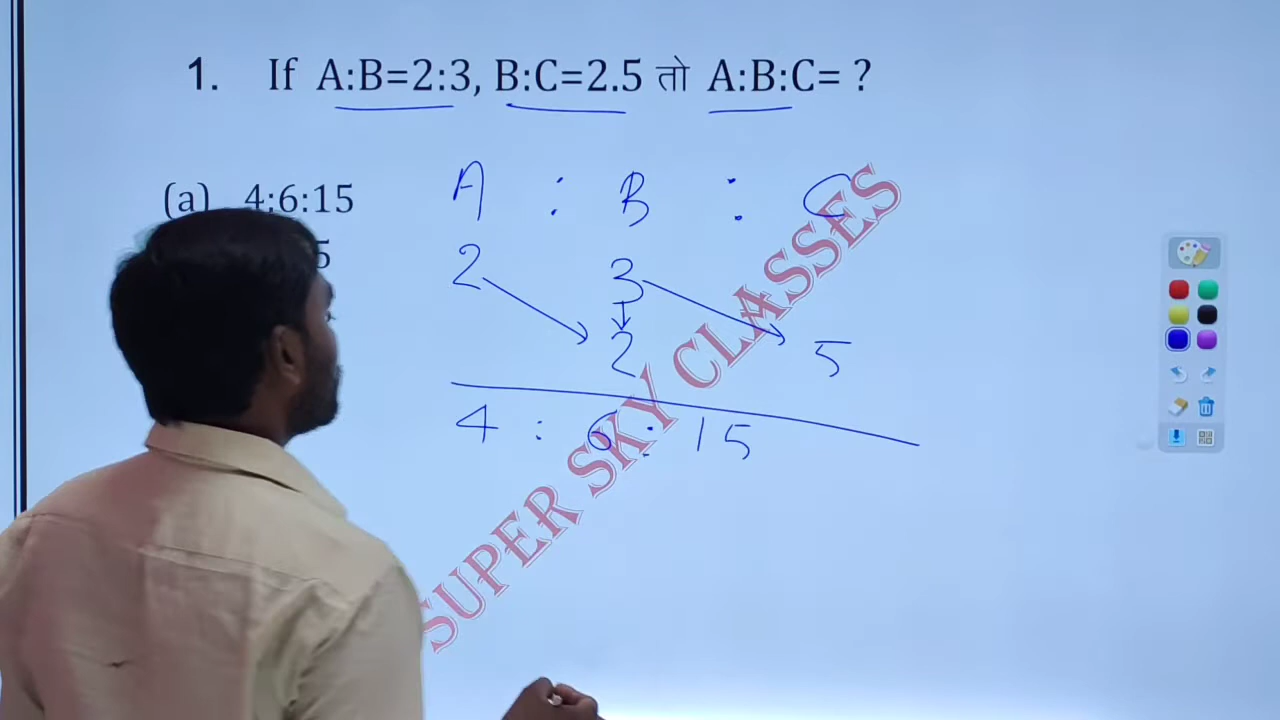 1. If A:B=2:3, B:C=2.5 तो A:B:C= ?
(a) 4:6:15
5
A : B : C
2 3
2 5
4 : 6 : 15
SUPER SKY CLASSES